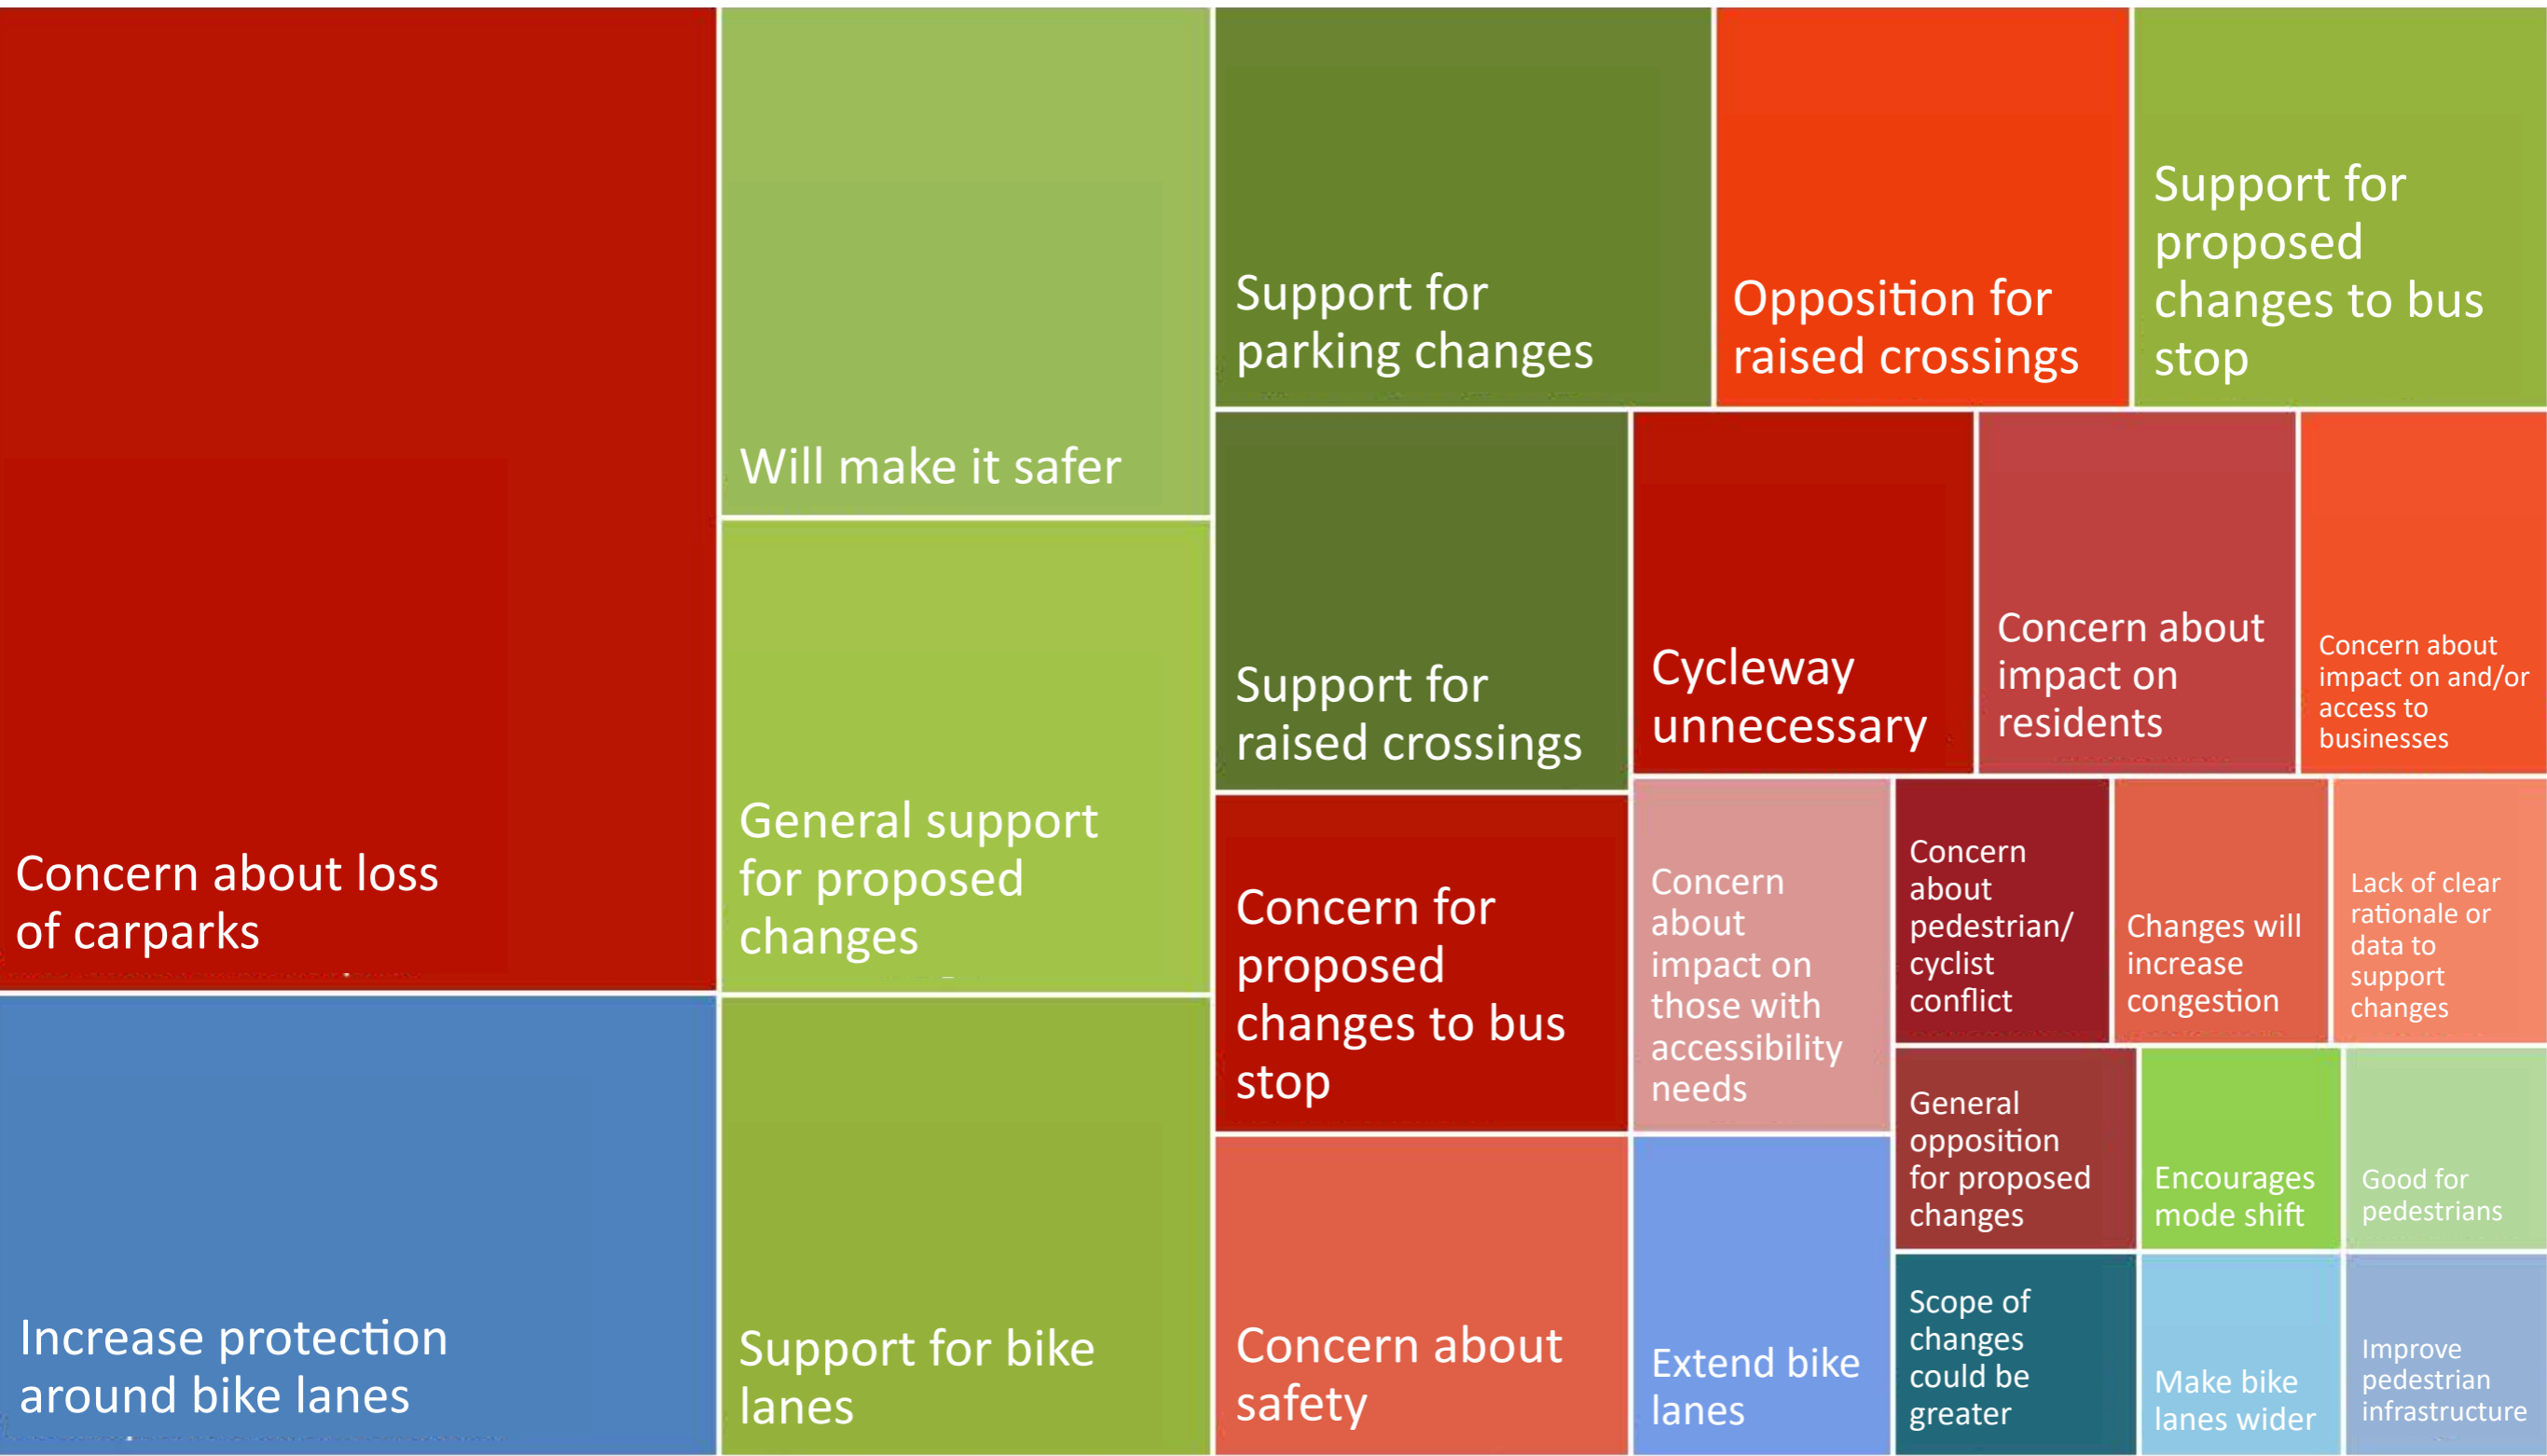 Concern about loss
of carparks
Increase protection
around bike lanes
Will make it safer
General support
for proposed
changes
Support for bike
lanes
Support for
parking changes
Opposition for
raised crossings
Support for
proposed
changes to bus
stop
Support for
raised crossings
Cycleway
unnecessary
Concern about
impact on
residents
Concern about
impact on and/or
access to
businesses
Concern for
proposed
changes to bus
stop
Concern
about
impact on
those with
accessibility
needs
Concern
about
pedestrian/
cyclist
conflict
Changes will
increase
congestion
Lack of clear
rationale or
data to
support
changes
General
opposition
for proposed
changes
Encourages
mode shift
Good for
pedestrians
Concern about
safety
Extend bike
lanes
Scope of
changes
could be
greater
Make bike
lanes wider
Improve
pedestrian
infrastructure